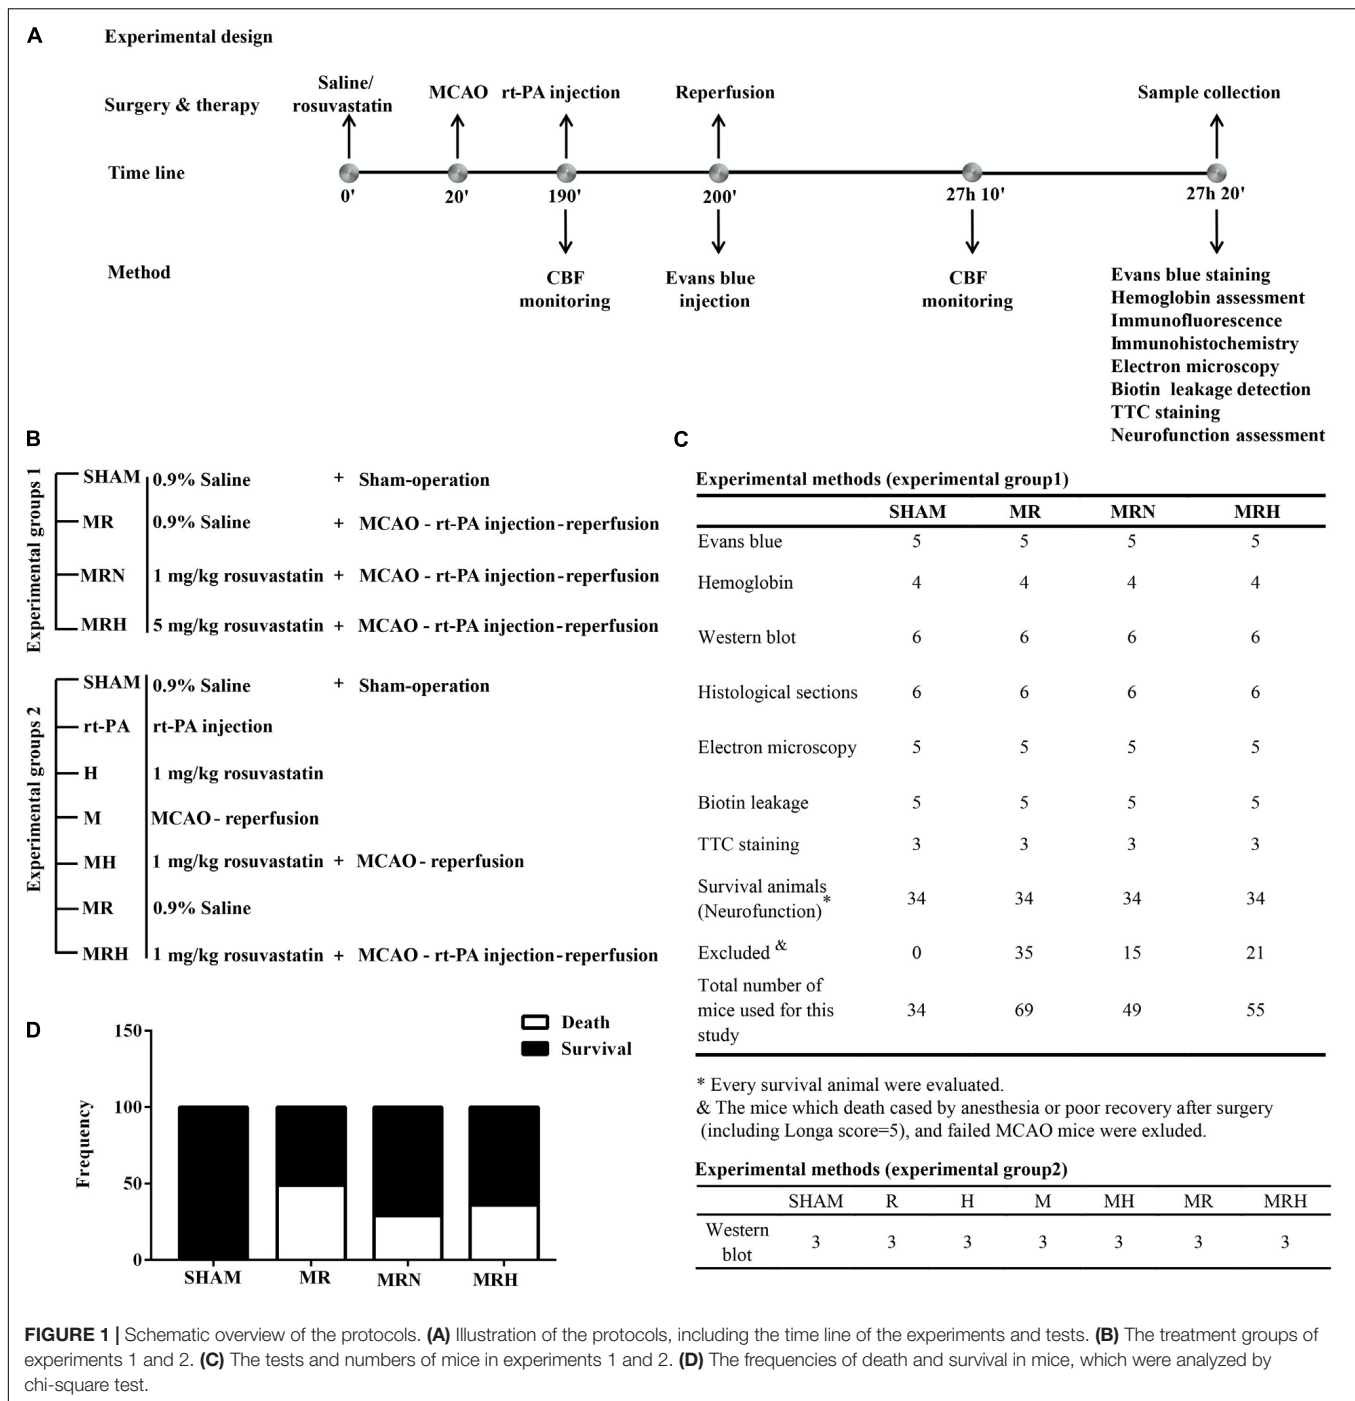 A
Experimental design
Surgery & therapy
Saline/
rosuvastatin
MCAO
rt-PA injection
Reperfusion
Sample collection
Time line
0'
20'
190'
200'
27h 10'
27h 20'
Method
CBF
monitoring
Evans blue
injection
CBF
monitoring
Evans blue staining
Hemoglobin assessment
Immunofluorescence
Immunohistochemistry
Electron microscopy
Biotin leakage detection
TTC staining
Neurofunction assessment
B
Experimental groups 1
SHAM 0.9% Saline + Sham-operation
MR 0.9% Saline + MCAO - rt-PA injection-reperfusion
MRN 1 mg/kg rosuvastatin + MCAO - rt-PA injection-reperfusion
MRH 5 mg/kg rosuvastatin + MCAO - rt-PA injection-reperfusion
Experimental groups 2
SHAM 0.9% Saline + Sham-operation
rt-PA rt-PA injection
H 1 mg/kg rosuvastatin
M MCAO- reperfusion
MH 1 mg/kg rosuvastatin + MCAO- reperfusion
MR 0.9% Saline
MRH 1 mg/kg rosuvastatin + MCAO - rt-PA injection-reperfusion
C
Experimental methods (experimental group1)
SHAM MR MRN MRH
Evans blue 5 5 5 5
Hemoglobin 4 4 4 4
Western blot 6 6 6 6
Histological sections 6 6 6 6
Electron microscopy 5 5 5 5
Biotin leakage 5 5 5 5
TTC staining 3 3 3 3
Survival animals
(Neurofunction)* 34 34 34 34
Excluded & 0 35 15 21
Total number of
mice used for this 34 69 49 55
study
* Every survival animal were evaluated.
& The mice which death cased by anesthesia or poor recovery after surgery
(including Longa score=5), and failed MCAO mice were exluded.
Experimental methods (experimental group2)
SHAM R H M MH MR MRH
Western
blot 3 3 3 3 3 3 3
D
Death
Survival
Frequency
150
100
50
0
SHAM MR MRN MRH
FIGURE 1 | Schematic overview of the protocols. (A) Illustration of the protocols, including the time line of the experiments and tests. (B) The treatment groups of
experiments 1 and 2. (C) The tests and numbers of mice in experiments 1 and 2. (D) The frequencies of death and survival in mice, which were analyzed by
chi-square test.